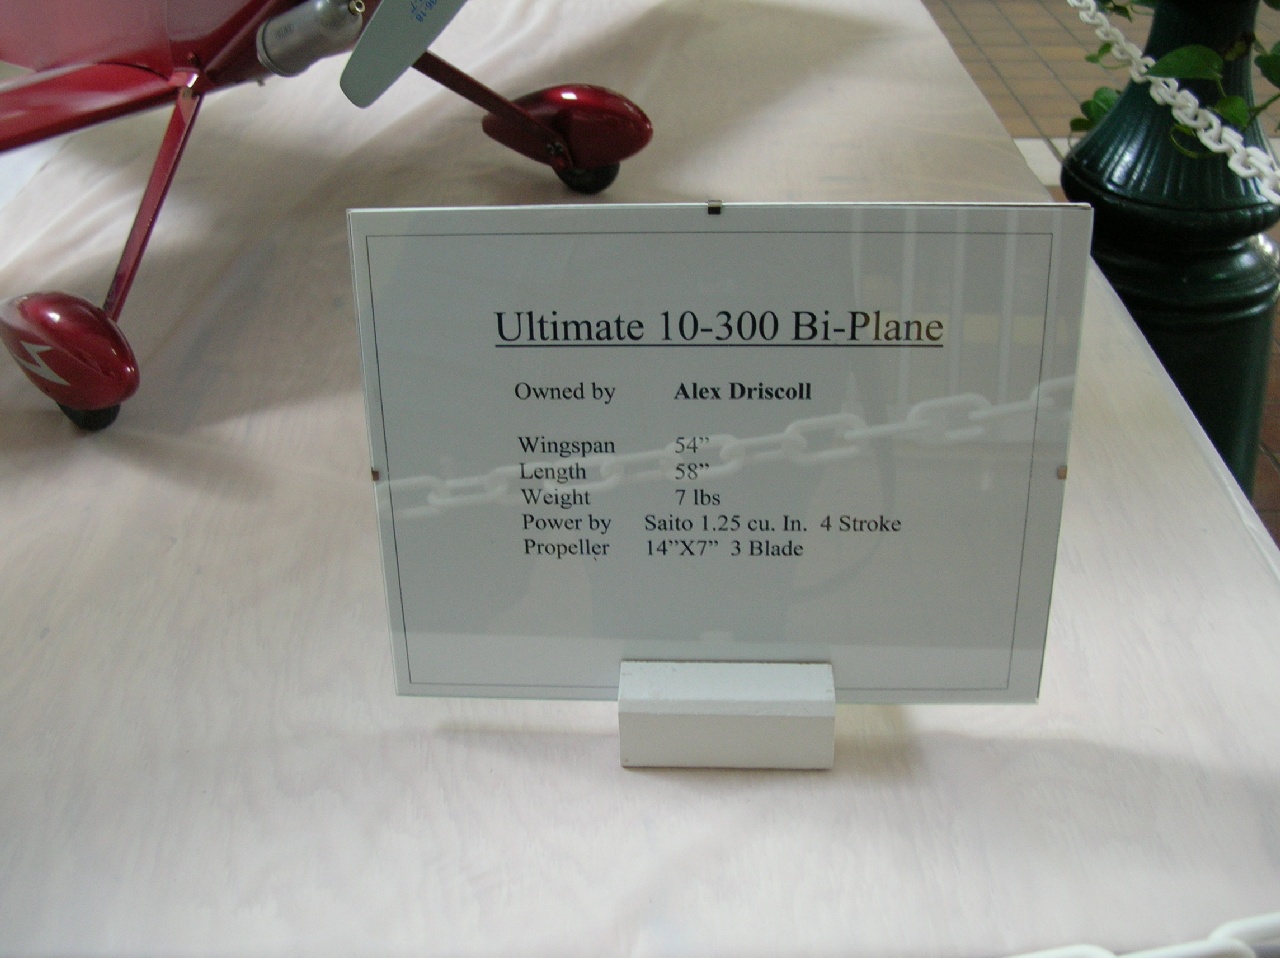 Ultimate 10-300 Bi-Plane
Owned by Alex Driscoll
Wingspan 54”
Length 58”
Weight 7 lbs
Power by Saito 1.25 cu. In. 4 Stroke
Propeller 14”X7” 3 Blade